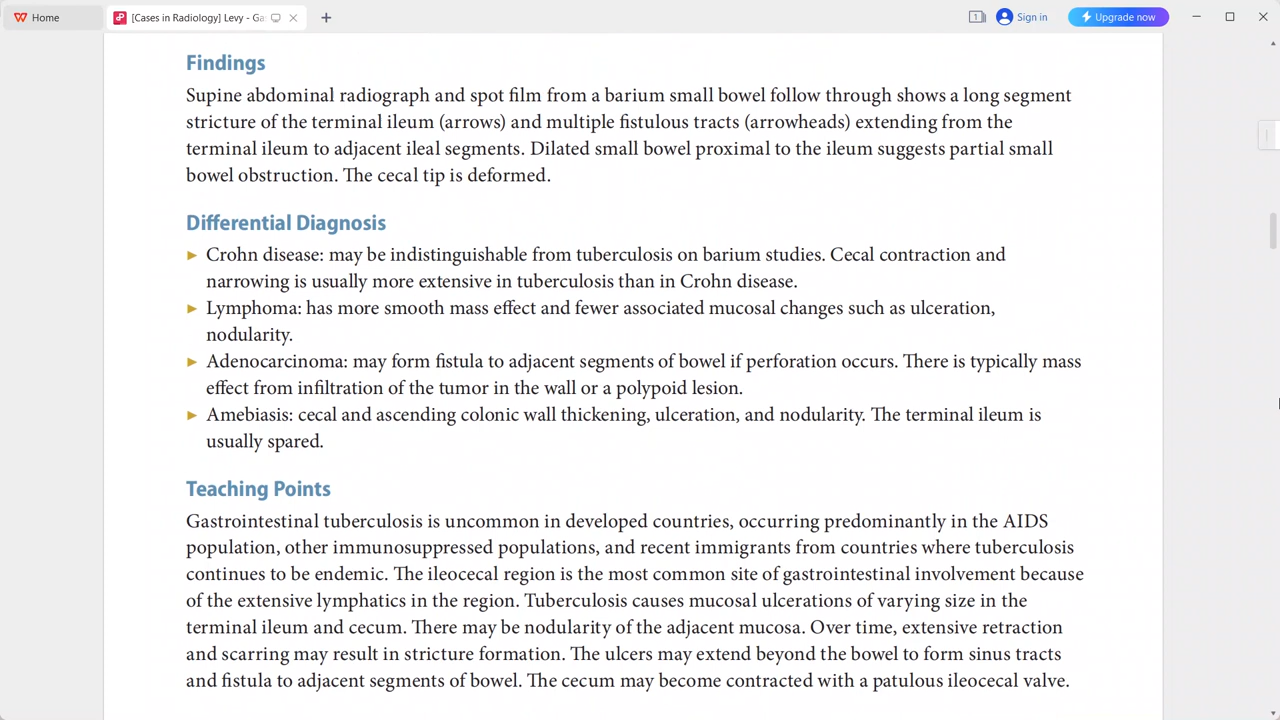 Home
[Cases in Radiology] Levy - Ga
1
Sign in
Upgrade now
Findings
Supine abdominal radiograph and spot film from a barium small bowel follow through shows a long segment
stricture of the terminal ileum (arrows) and multiple fistulous tracts (arrowheads) extending from the
terminal ileum to adjacent ileal segments. Dilated small bowel proximal to the ileum suggests partial small
bowel obstruction. The cecal tip is deformed.
Differential Diagnosis
► Crohn disease: may be indistinguishable from tuberculosis on barium studies. Cecal contraction and
narrowing is usually more extensive in tuberculosis than in Crohn disease.
► Lymphoma: has more smooth mass effect and fewer associated mucosal changes such as ulceration,
nodularity.
► Adenocarcinoma: may form fistula to adjacent segments of bowel if perforation occurs. There is typically mass
effect from infiltration of the tumor in the wall or a polypoid lesion.
► Amebiasis: cecal and ascending colonic wall thickening, ulceration, and nodularity. The terminal ileum is
usually spared.
Teaching Points
Gastrointestinal tuberculosis is uncommon in developed countries, occurring predominantly in the AIDS
population, other immunosuppressed populations, and recent immigrants from countries where tuberculosis
continues to be endemic. The ileocecal region is the most common site of gastrointestinal involvement because
of the extensive lymphatics in the region. Tuberculosis causes mucosal ulcerations of varying size in the
terminal ileum and cecum. There may be nodularity of the adjacent mucosa. Over time, extensive retraction
and scarring may result in stricture formation. The ulcers may extend beyond the bowel to form sinus tracts
and fistula to adjacent segments of bowel. The cecum may become contracted with a patulous ileocecal valve.